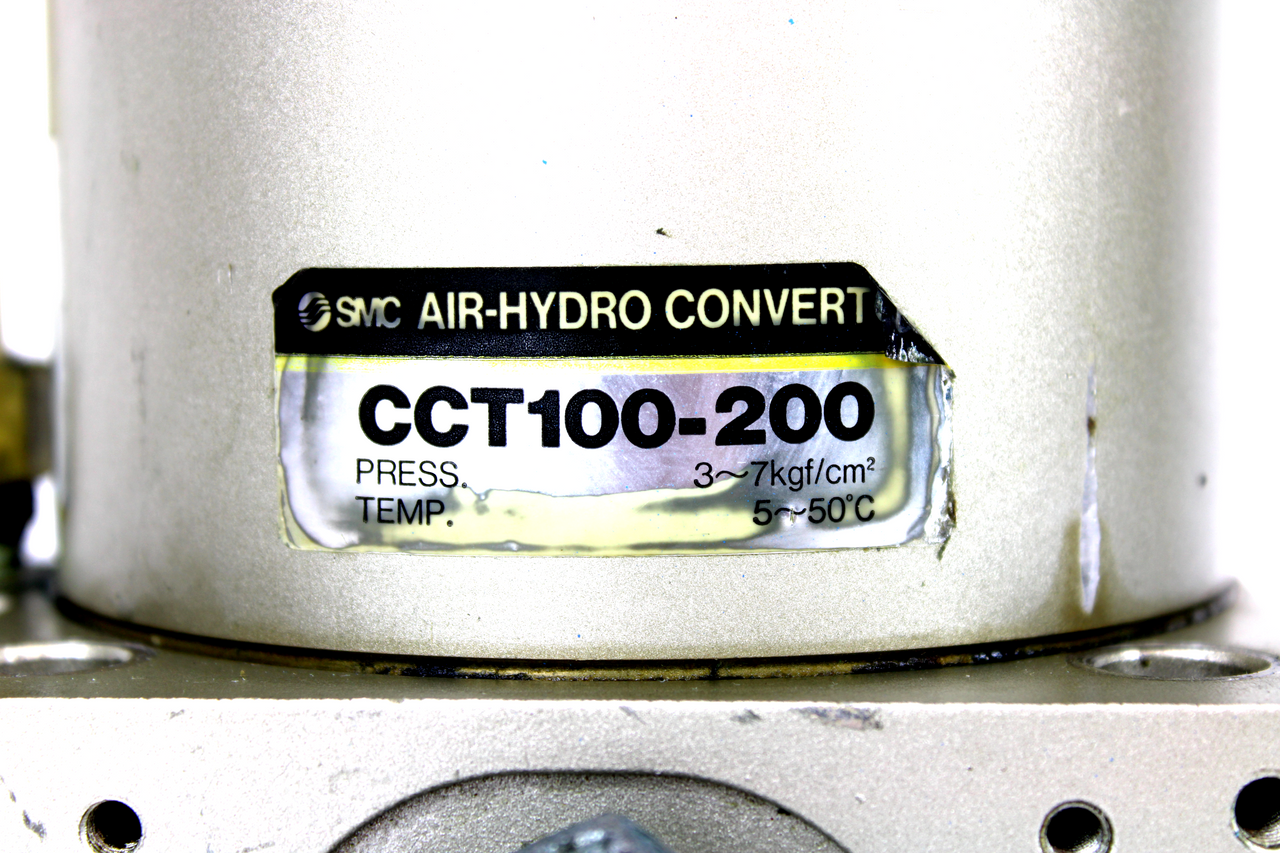 SMC AIR-HYDRO CONVERT
CCT100-200
PRESS. 3~7kgf/cm²
TEMP. 5~50°C